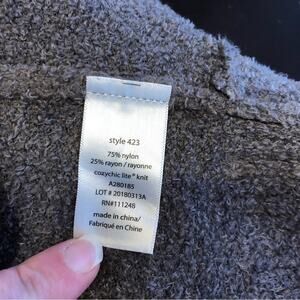 style 423
75% nylon
25% rayon / rayonne
cozychic lite® knit
A280185
LOT # 20180313A
RN#111248
made in china/
Fabriqué en Chine